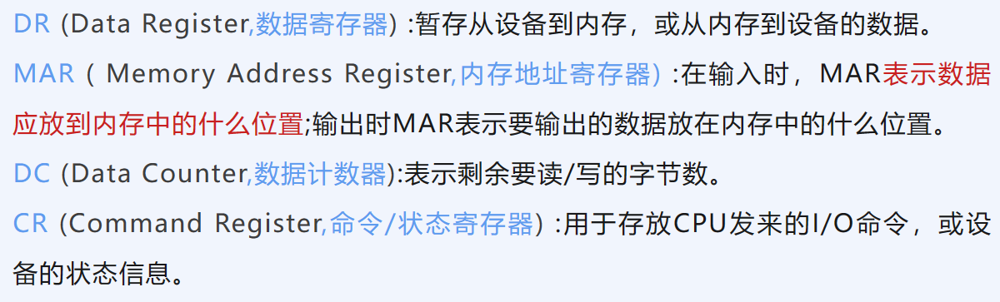 DR (Data Register,数据寄存器) :暂存从设备到内存，或从内存到设备的数据。
MAR ( Memory Address Register,内存地址寄存器) :在输入时，MAR表示数据
应放到内存中的什么位置;输出时MAR表示要输出的数据放在内存中的什么位置。
DC (Data Counter,数据计数器):表示剩余要读/写的字节数。
CR (Command Register,命令/状态寄存器) :用于存放CPU发来的I/O命令，或设
备的状态信息。